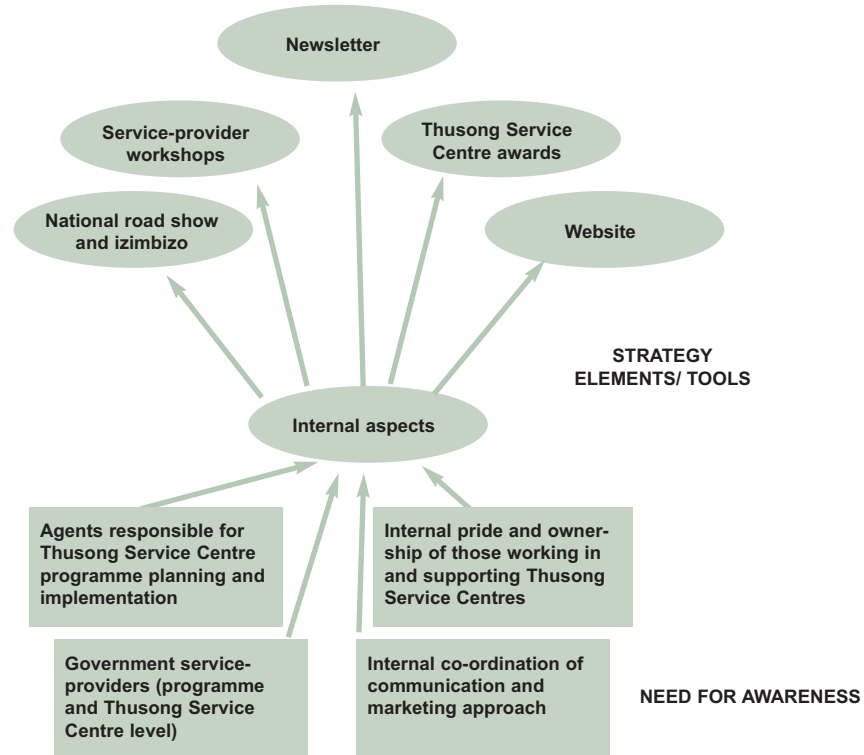 Newsletter
Service-provider
workshops
Thusong Service
Centre awards
National road show
and izimbizo
Website
STRATEGY
ELEMENTS/ TOOLS
Internal aspects
Agents responsible for
Thusong Service Centre
programme planning and
implementation
Internal pride and owner-
ship of those working in
and supporting Thusong
Service Centres
Government service-
providers (programme
and Thusong Service
Centre level)
Internal co-ordination of
communication and
marketing approach
NEED FOR AWARENESS